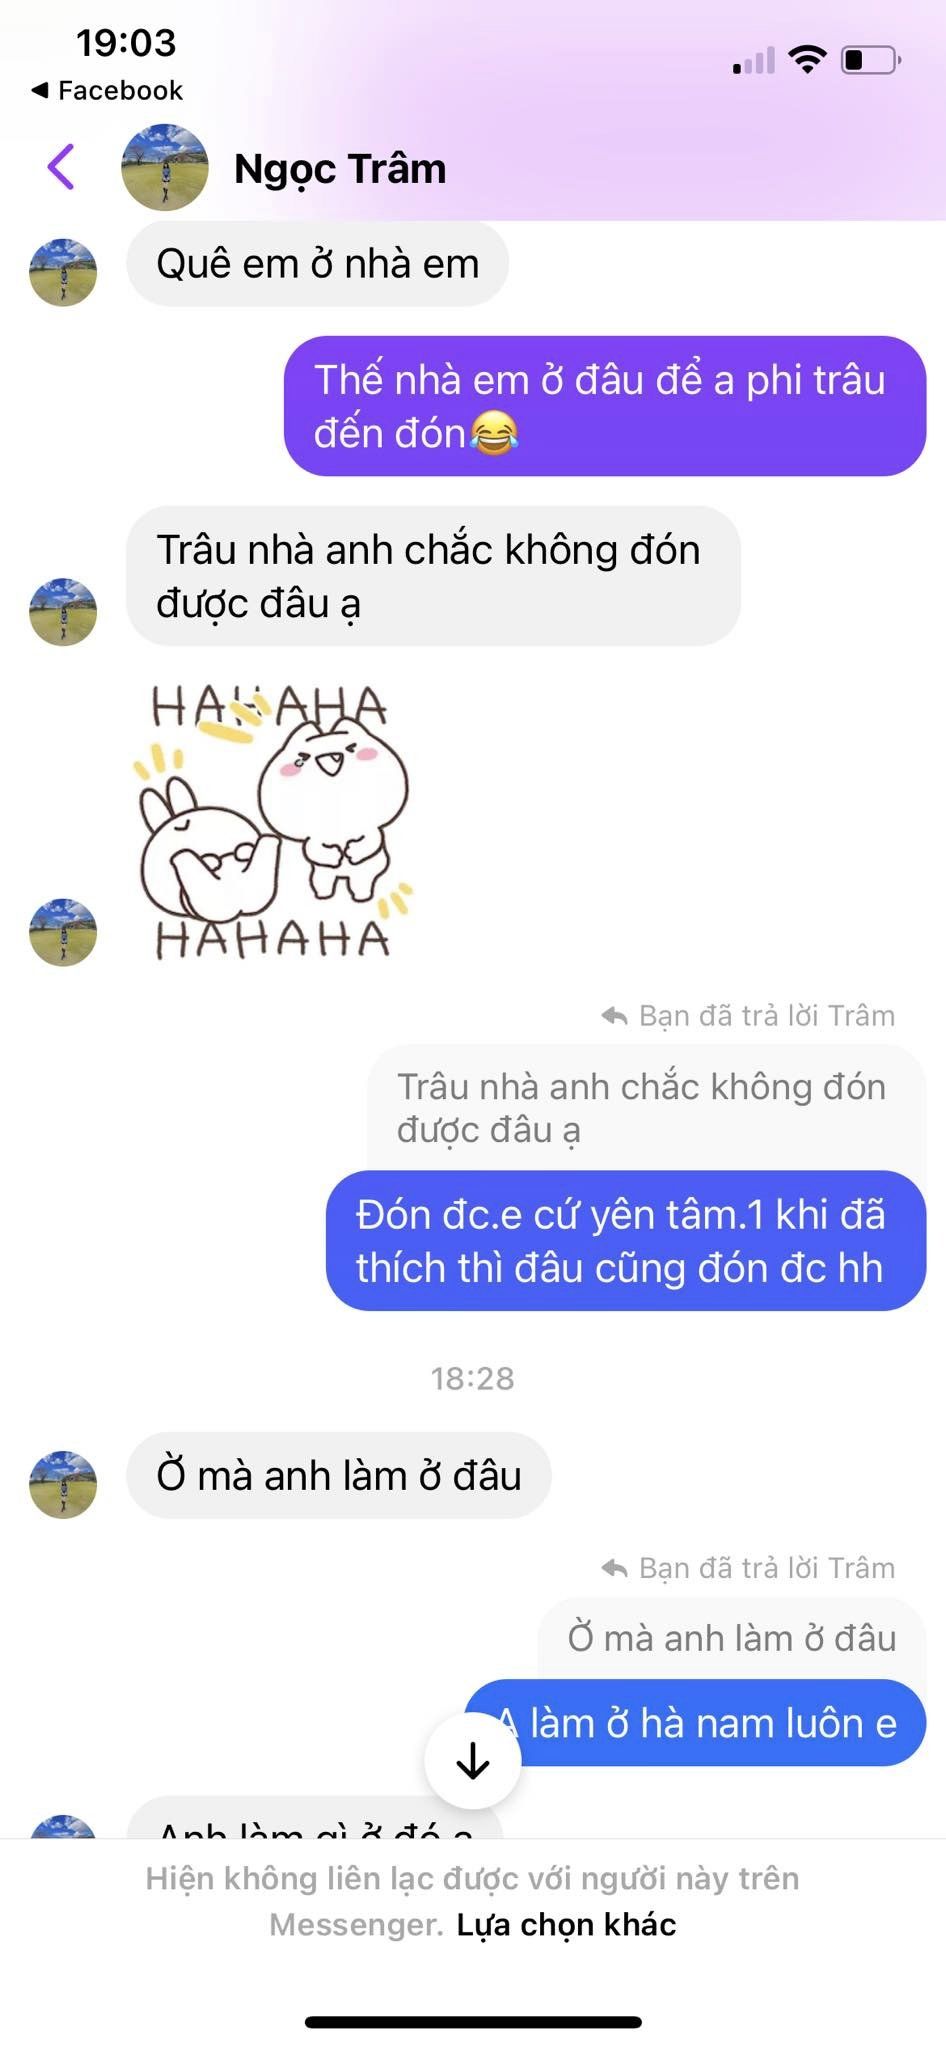 19:03
◀ Facebook
Ngọc Trâm
Quê em ở nhà em
Thế nhà em ở đâu để a phi trâu
đến đón😂
Trâu nhà anh chắc không đón
được đâu ạ
HAHAHA
HAHAHA
Bạn đã trả lời Trâm
Trâu nhà anh chắc không đón
được đâu ạ
Đón đc.e cứ yên tâm.1 khi đã
thích thì đâu cũng đón đc hh
18:28
Ờ mà anh làm ở đâu
Bạn đã trả lời Trâm
Ờ mà anh làm ở đâu
A làm ở hà nam luôn e
Anh làm gì ở đó ạ
Hiện không liên lạc được với người này trên
Messenger. Lựa chọn khác